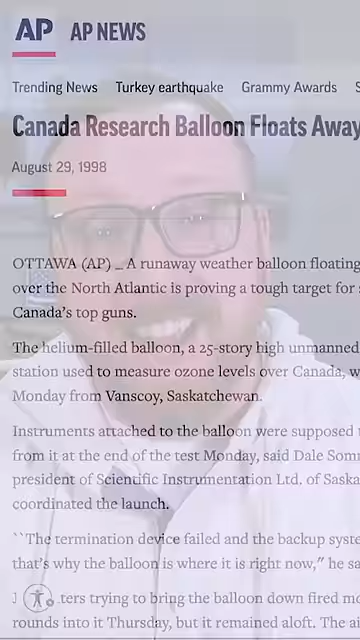 AP AP NEWS
Trending News Turkey earthquake Grammy Awards
Canada Research Balloon Floats Away
August 29, 1998
OTTAWA (AP) _ A runaway weather balloon floating
over the North Atlantic is proving a tough target for
Canada's top guns.
The helium-filled balloon, a 25-story high unmanned
station used to measure ozone levels over Canada,
Monday from Vanscoy, Saskatchewan.
Instruments attached to the balloon were supposed
from it at the end of the test Monday, said Dale
president of Scientific Instrumentation Ltd. of
coordinated the launch.
``The termination device failed and the backup
that's why the balloon is where it is right now,″ he
trying to bring the balloon down fired
rounds into it Thursday, but it remained aloft. The